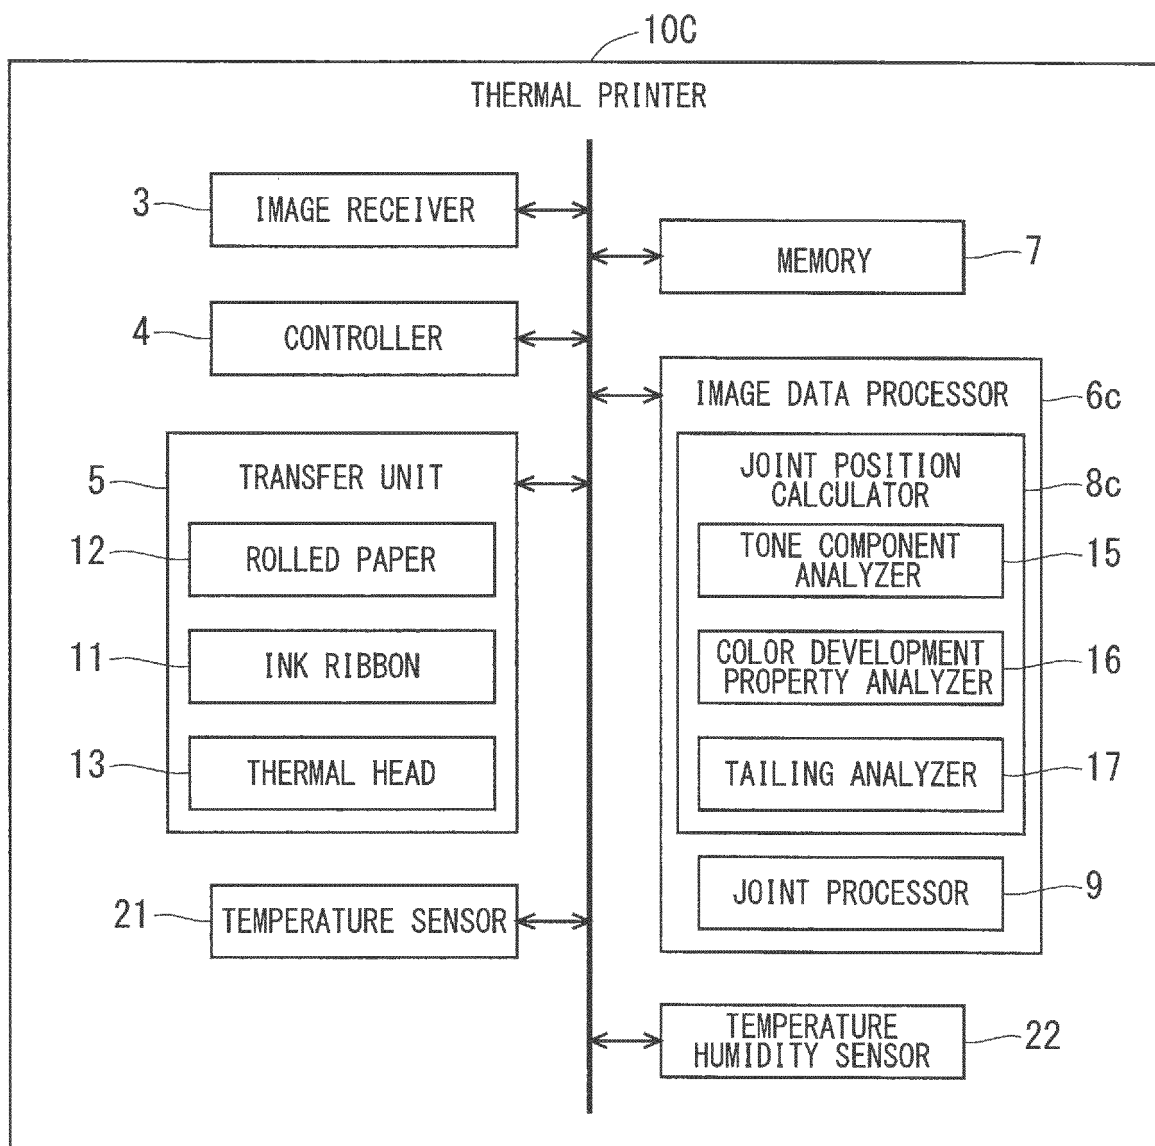 10C
THERMAL PRINTER
3
IMAGE RECEIVER
MEMORY
7
4
CONTROLLER
IMAGE DATA PROCESSOR
6c
5
TRANSFER UNIT
JOINT POSITION
CALCULATOR
8c
12
ROLLED PAPER
TONE COMPONENT
ANALYZER
15
11
INK RIBBON
COLOR DEVELOPMENT
PROPERTY ANALYZER
16
13
THERMAL HEAD
TAILING ANALYZER
17
JOINT PROCESSOR
9
21
TEMPERATURE SENSOR
TEMPERATURE
HUMIDITY SENSOR
22